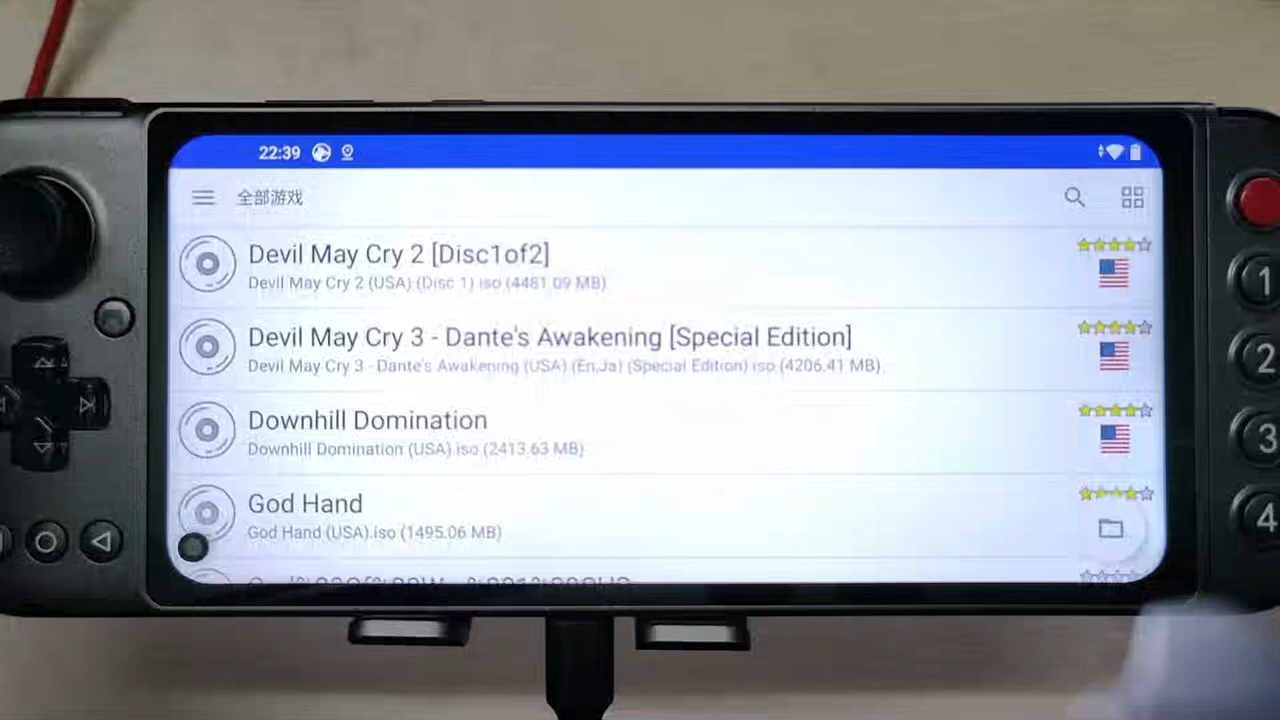 22:39
全部游戏
Devil May Cry 2 [Disc1of2]
Devil May Cry 2 (USA) (Disc 1) iso (4481.09 MB)
Devil May Cry 3 - Dante's Awakening [Special Edition]
Devil May Cry 3 - Dante's Awakening (USA) (En,Ja) (Special Edition) iso (4206.41 MB)
Downhill Domination
Downhill Domination (USA) iso (2413.63 MB)
God Hand
God Hand (USA).iso (1495.06 MB)
1
2
3
4